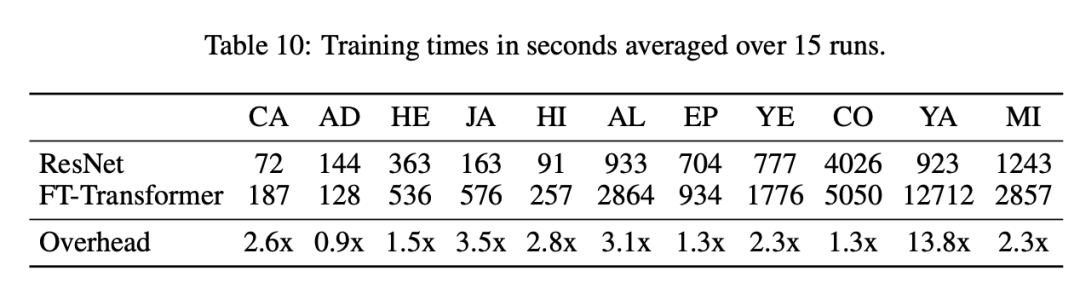 Table 10: Training times in seconds averaged over 15 runs.
CA AD HE JA HI AL EP YE CO YA MI
ResNet 72 144 363 163 91 933 704 777 4026 923 1243
FT-Transformer 187 128 536 576 257 2864 934 1776 5050 12712 2857
Overhead 2.6x 0.9x 1.5x 3.5x 2.8x 3.1x 1.3x 2.3x 1.3x 13.8x 2.3x